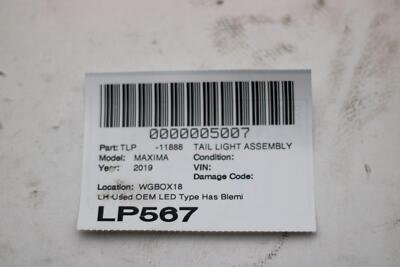 0000005007
Part: TLP -11888 TAIL LIGHT ASSEMBLY
Model: MAXIMA Condition:
Year: 2019 VIN:
Damage Code:
Location: WGBOX18
LH Used OEM LED Type Has Blemi
LP567